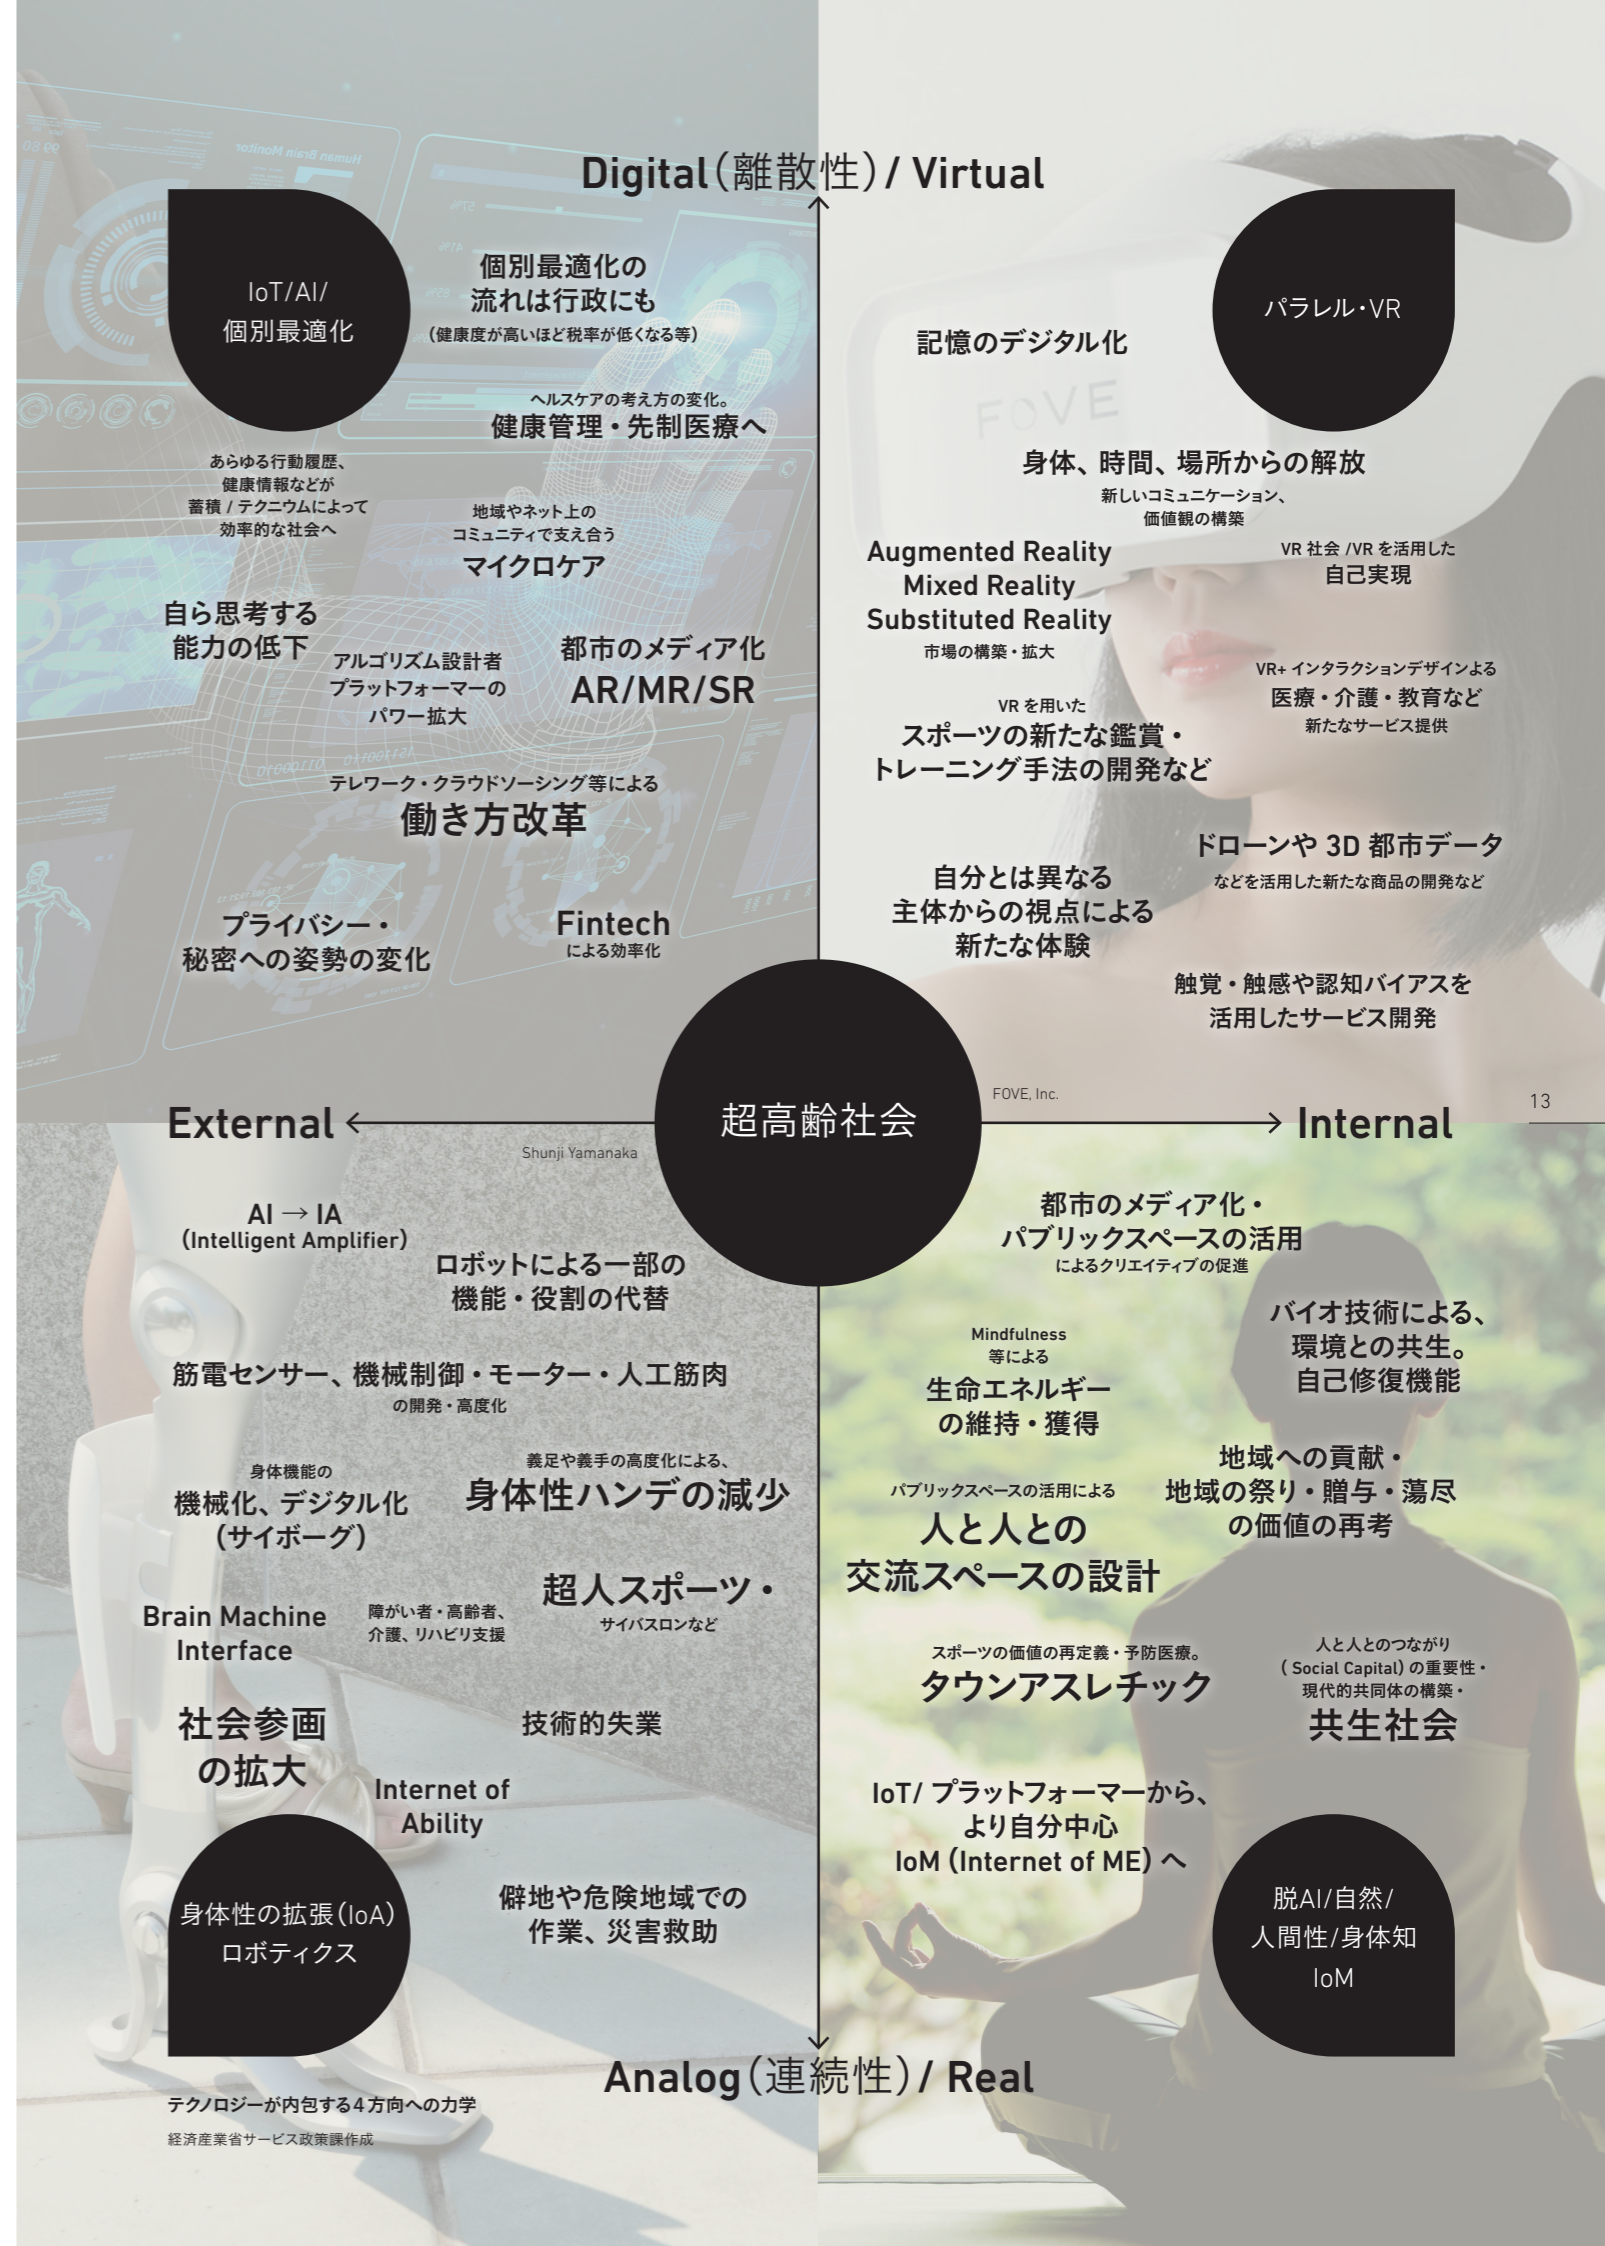 Digital(離散性)/ Virtual
IoT/AI/
個別最適化
個別最適化の
流れは行政にも
(健康度が高いほど税率が低くなる等)
ヘルスケアの考え方の変化。
健康管理・先制医療へ
あらゆる行動履歴、
健康情報などが
蓄積 / テクニウムによって
効率的な社会へ
地域やネット上の
コミュニティで支え合う
マイクロケア
自ら思考する
能力の低下
アルゴリズム設計者
プラットフォーマーの
パワー拡大
都市のメディア化
AR/MR/SR
テレワーク・クラウドソーシング等による
働き方改革
プライバシー・
秘密への姿勢の変化
Fintech
による効率化
パラレル・VR
記憶のデジタル化
FOVE
身体、時間、場所からの解放
新しいコミュニケーション、
価値観の構築
Augmented Reality
Mixed Reality
Substituted Reality
市場の構築・拡大
VR 社会 /VR を活用した
自己実現
VR+ インタラクションデザインよる
医療・介護・教育など
新たなサービス提供
VR を用いた
スポーツの新たな鑑賞・
トレーニング手法の開発など
ドローンや 3D 都市データ
などを活用した新たな商品の開発など
自分とは異なる
主体からの視点による
新たな体験
触覚・触感や認知バイアスを
活用したサービス開発
FOVE, Inc.
13
External
超高齢社会
Internal
Shunji Yamanaka
AI → IA
(Intelligent Amplifier)
ロボットによる一部の
機能・役割の代替
筋電センサー、機械制御・モーター・人工筋肉
の開発・高度化
身体機能の
機械化、デジタル化
(サイボーグ)
義足や義手の高度化による、
身体性ハンデの減少
超人スポーツ・
サイバスロンなど
Brain Machine
Interface
障がい者・高齢者、
介護、リハビリ支援
社会参画
の拡大
技術的失業
Internet of
Ability
僻地や危険地域での
作業、災害救助
身体性の拡張(IoA)
ロボティクス
都市のメディア化・
パブリックスペースの活用
によるクリエイティブの促進
バイオ技術による、
環境との共生。
自己修復機能
Mindfulness
等による
生命エネルギー
の維持・獲得
地域への貢献・
地域の祭り・贈与・蕩尽
の価値の再考
パブリックスペースの活用による
人と人との
交流スペースの設計
スポーツの価値の再定義・予防医療。
タウンアスレチック
人と人とのつながり
( Social Capital) の重要性・
現代的共同体の構築・
共生社会
IoT/ プラットフォーマーから、
より自分中心
IoM (Internet of ME) へ
脱AI/自然/
人間性/身体知
IoM
Analog(連続性)/ Real
テクノロジーが内包する4方向への力学
経済産業省サービス政策課作成